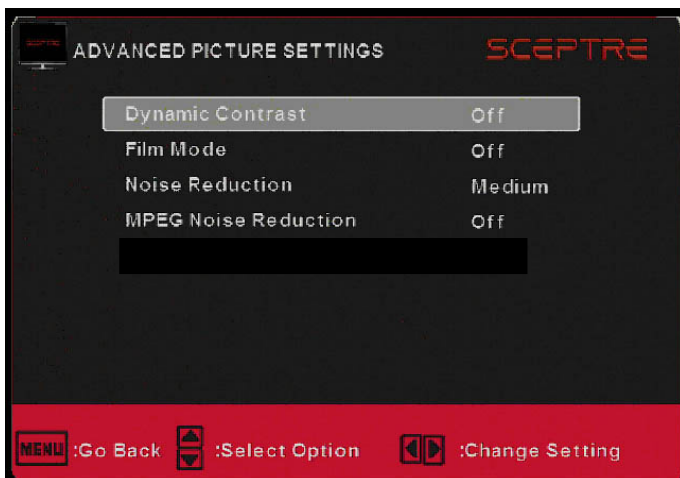 ADVANCED PICTURE SETTINGS SCEPTRE
Dynamic Contrast Off
Film Mode Off
Noise Reduction Medium
MPEG Noise Reduction Off
MENU :Go Back :Select Option :Change Setting